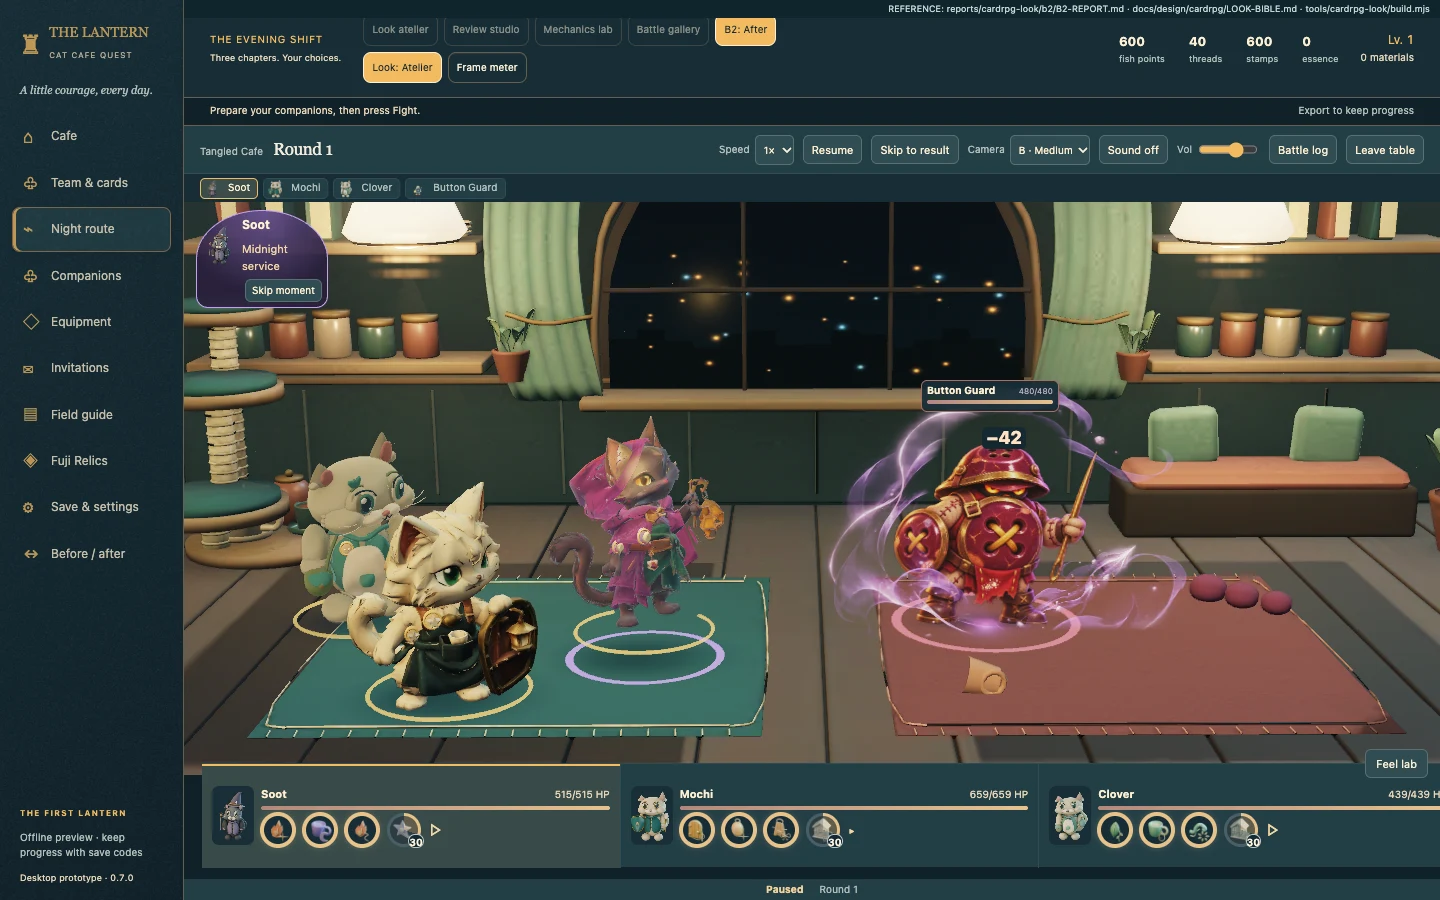 REFERENCE: reports/cardrpg-look/b2/B2-REPORT.md · docs/design/cardrpg/LOOK-BIBLE.md · tools/cardrpg-look/build.mjs
THE LANTERN
CAT CAFE QUEST
A little courage, every day.
Cafe
Team & cards
Night route
Companions
Equipment
Invitations
Field guide
Fuji Relics
Save & settings
Before / after
THE FIRST LANTERN
Offline preview · keep
progress with save codes
Desktop prototype · 0.7.0
THE EVENING SHIFT
Three chapters. Your choices.
Look atelier
Review studio
Mechanics lab
Battle gallery
B2: After
Look: Atelier
Frame meter
600
fish points
40
threads
600
stamps
0
essence
Lv. 1
0 materials
Prepare your companions, then press Fight.
Export to keep progress
Tangled Cafe
Round 1
Speed
1×
Resume
Skip to result
Camera
B · Medium
Sound off
Vol
Battle log
Leave table
Soot
Mochi
Clover
Button Guard
Soot
Midnight
service
Skip moment
Button Guard
480/480
−42
Feel lab
Soot
515/515 HP
30
Mochi
659/659 HP
30
Clover
439/439 H
30
Paused
Round 1